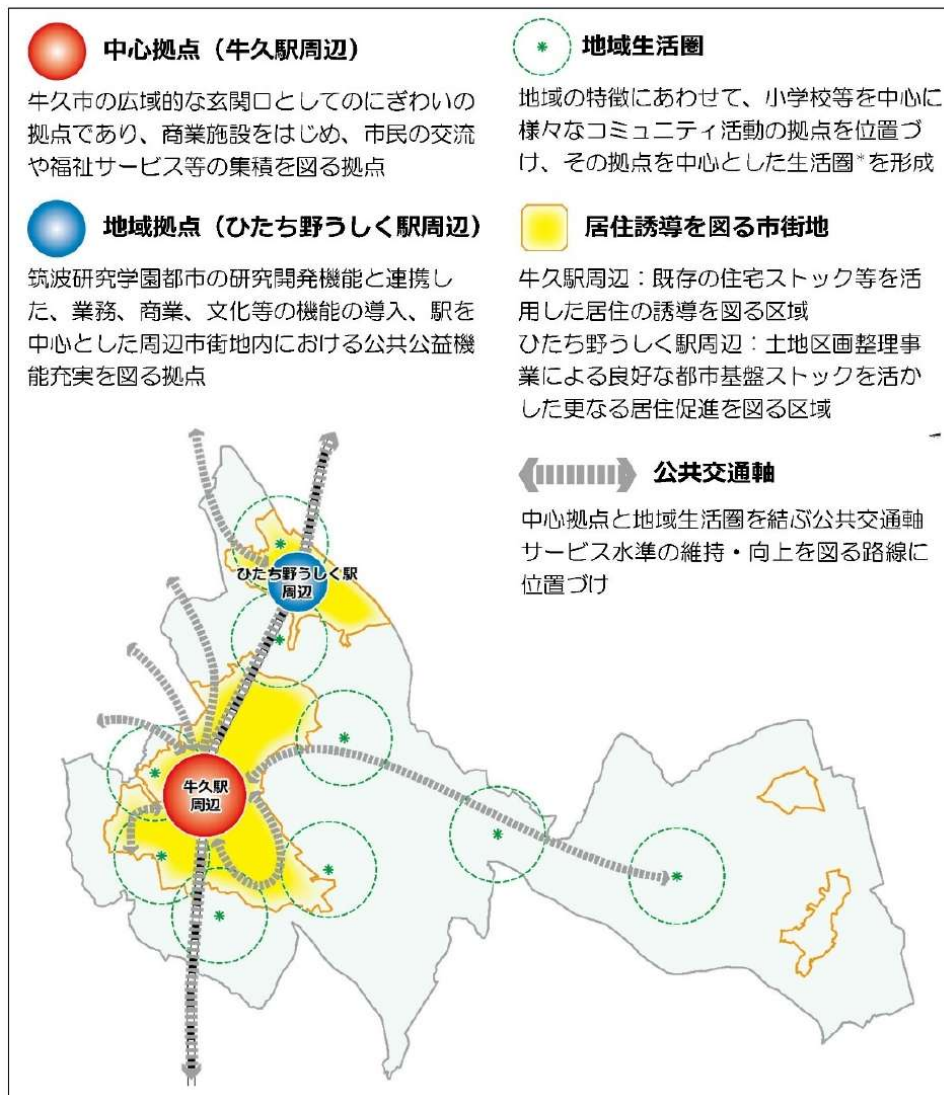 中心拠点（牛久駅周辺）
牛久市の広域的な玄関口としてのにぎわいの
拠点であり、商業施設をはじめ、市民の交流
や福祉サービス等の集積を図る拠点
地域拠点（ひたち野うしく駅周辺）
筑波研究学園都市の研究開発機能と連携し
た、業務、商業、文化等の機能の導入、駅を
中心とした周辺市街地内における公共公益機
能充実を図る拠点
地域生活圏
地域の特徴にあわせて、小学校等を中心に
様々なコミュニティ活動の拠点を位置づ
け、その拠点を中心とした生活圏*を形成
居住誘導を図る市街地
牛久駅周辺：既存の住宅ストック等を活
用した居住の誘導を図る区域
ひたち野うしく駅周辺：土地区画整理事
業による良好な都市基盤ストックを活か
した更なる居住促進を図る区域
公共交通軸
中心拠点と地域生活圏を結ぶ公共交通軸
サービス水準の維持・向上を図る路線に
位置づけ
ひたち野うしく駅
周辺
牛久駅
周辺